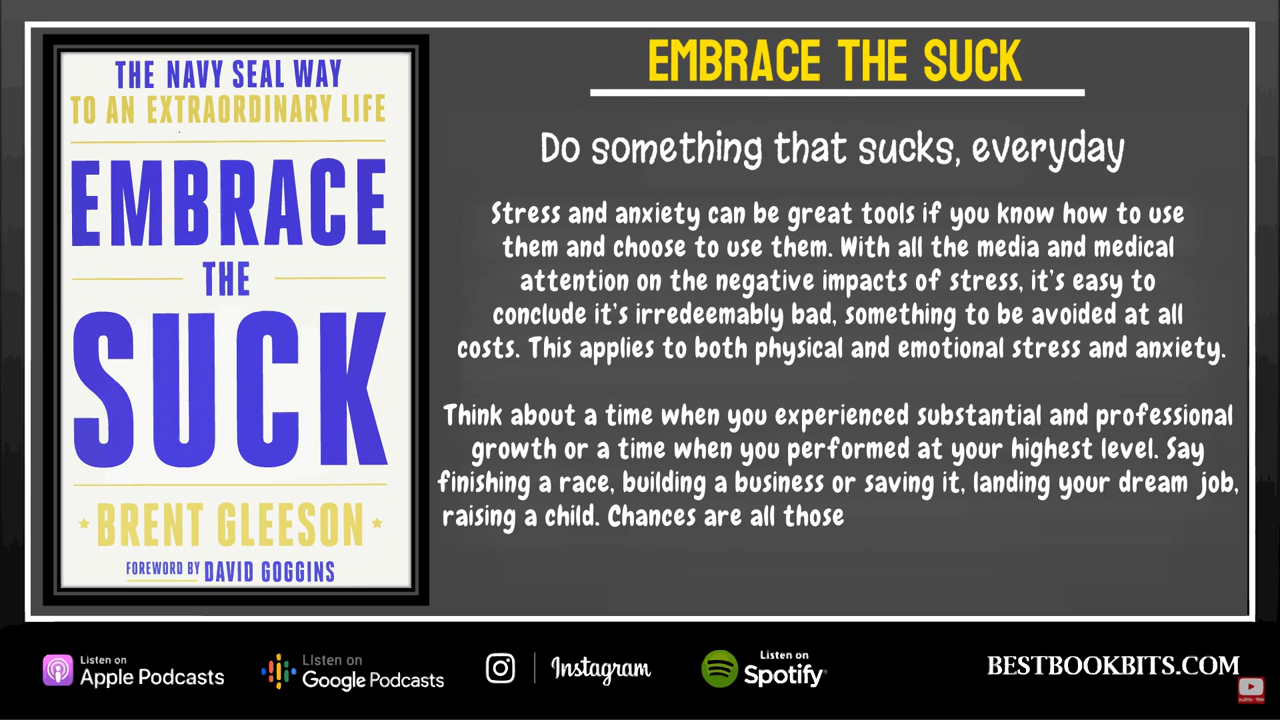 THE NAVY SEAL WAY
TO AN EXTRAORDINARY LIFE
EMBRACE
THE
SUCK
BRENT GLEESON
FOREWORD BY DAVID GOGGINS
EMBRACE THE SUCK
Do something that sucks, everyday
Stress and anxiety can be great tools if you know how to use
them and choose to use them. With all the media and medical
attention on the negative impacts of stress, it's easy to
conclude it's irredeemably bad, something to be avoided at all
costs. This applies to both physical and emotional stress and anxiety.
Think about a time when you experienced substantial and professional
growth or a time when you performed at your highest level. Say
finishing a race, building a business or saving it, landing your dream job,
raising a child. Chances are all those
Listen on
Apple Podcasts
Listen on
Google Podcasts
Instagram
Listen on
Spotify
BESTBOOKBITS.COM